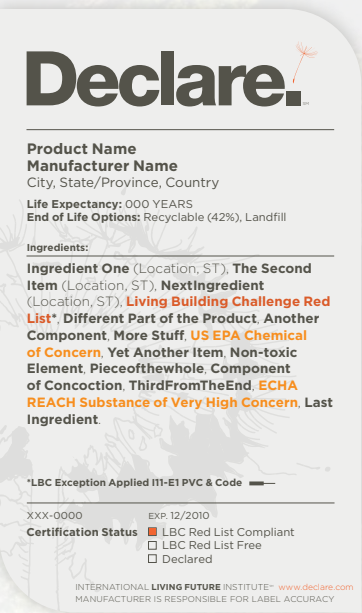 Declare.
Product Name
Manufacturer Name
City, State/Province, Country
Life Expectancy: 000 YEARS
End of Life Options: Recyclable (42%), Landfill
Ingredients:
Ingredient One (Location, ST), The Second
Item (Location, ST), NextIngredient
(Location, ST), Living Building Challenge Red
List*, Different Part of the Product, Another
Component, More Stuff, US EPA Chemical
of Concern, Yet Another Item, Non-toxic
Element, Pieceofthewhole, Component
of Concoction, ThirdFromTheEnd, ECHA
REACH Substance of Very High Concern, Last
Ingredient.
*LBC Exception Applied I11-E1 PVC & Code
XXX-0000 EXP. 12/2010
Certification Status LBC Red List Compliant
LBC Red List Free
Declared
INTERNATIONAL LIVING FUTURE INSTITUTE™ www.declare.com
MANUFACTURER IS RESPONSIBLE FOR LABEL ACCURACY